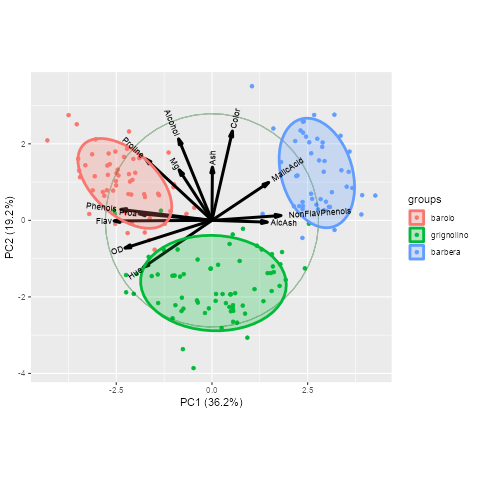 Alcohol
Color
Proline
Mg
Ash
MalicAcid
Phenols
Proa
NonFlavPhenols
Flav
AlcAsh
OD
Hue
2
0
-2
-4
-2.5
0.0
2.5
PC1 (36.2%)
PC2 (19.2%)
groups
barolo
grignolino
barbera